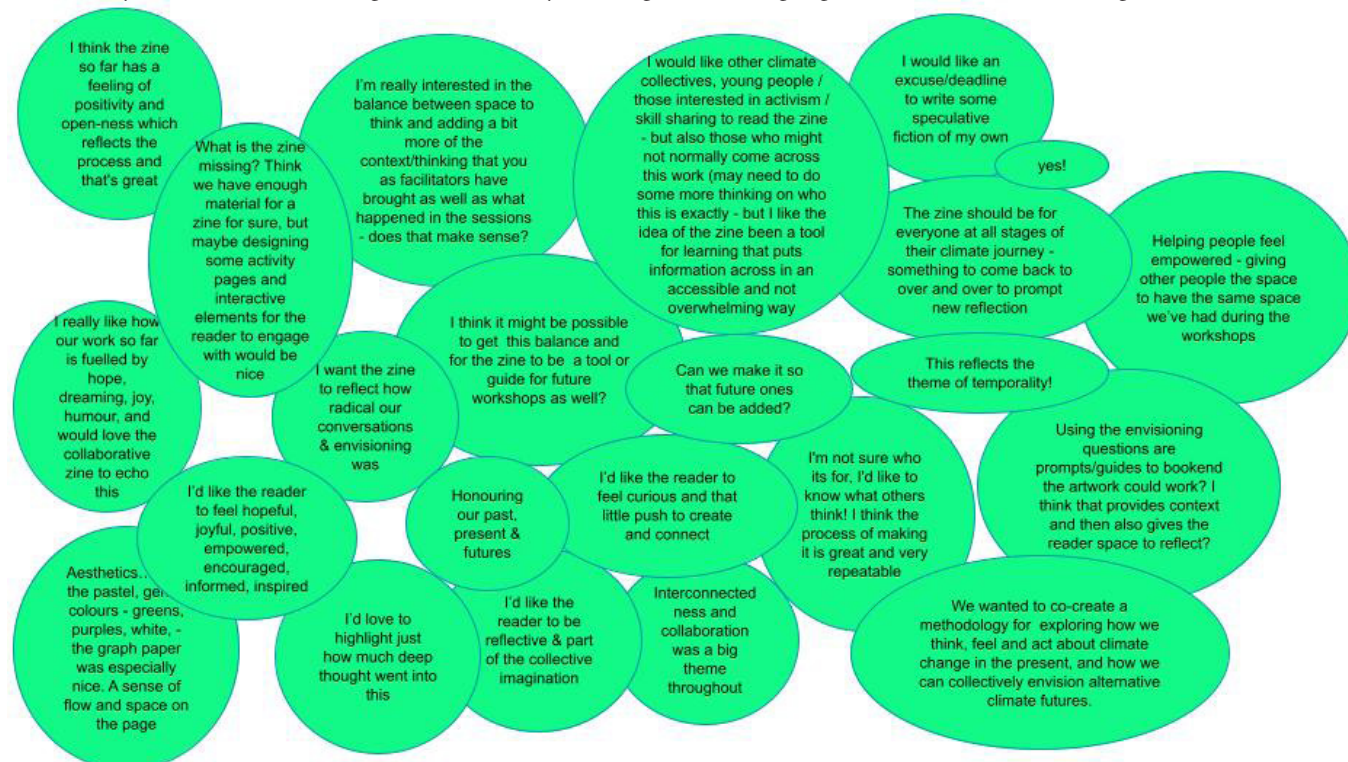 I think the zine
so far has a
feeling of
positivity and
open-ness which
reflects the
process and
that's great
What is the zine
missing? Think
we have enough
material for a
zine for sure, but
maybe designing
some activity
pages and
interactive
elements for the
reader to engage
with would be
nice
I'm really interested in the
balance between space to
think and adding a bit
more of the
context/thinking that you
as facilitators have
brought as well as what
happened in the sessions
- does that make sense?
I would like other climate
collectives, young people /
those interested in activism /
skill sharing to read the zine
- but also those who might
not normally come across
this work (may need to do
some more thinking on who
this is exactly - but I like the
idea of the zine been a tool
for learning that puts
information across in an
accessible and not
overwhelming way
I would like an
excuse/deadline
to write some
speculative
fiction of my own
yes!
The zine should be for
everyone at all stages of
their climate journey -
something to come back to
over and over to prompt
new reflection
Helping people feel
empowered - giving
other people the space
to have the same space
we've had during the
workshops
I really like how
our work so far
is fuelled by
hope,
dreaming, joy,
humour, and
would love the
collaborative
zine to echo
this
I want the zine
to reflect how
radical our
conversations
& envisioning
was
I think it might be possible
to get this balance and
for the zine to be a tool or
guide for future
workshops as well?
Can we make it so
that future ones
can be added?
This reflects the
theme of temporality!
I'd like the reader
to feel hopeful,
joyful, positive,
empowered,
encouraged,
informed, inspired
Honouring
our past,
present &
futures
I'd like the reader to
feel curious and that
little push to create
and connect
I'm not sure who
its for, I'd like to
know what others
think! I think the
process of making
it is great and very
repeatable
Using the envisioning
questions are
prompts/guides to bookend
the artwork could work? I
think that provides context
and then also gives the
reader space to reflect?
Aesthetics..
the pastel,
colours - greens,
purples, white, -
the graph paper
was especially
nice. A sense of
flow and space on
the page
I'd love to
highlight just
how much deep
thought went into
this
I'd like the
reader to be
reflective & part
of the collective
imagination
Interconnected
ness and
collaboration
was a big
theme
throughout
We wanted to co-create a
methodology for exploring how we
think, feel and act about climate
change in the present, and how we
can collectively envision alternative
climate futures.